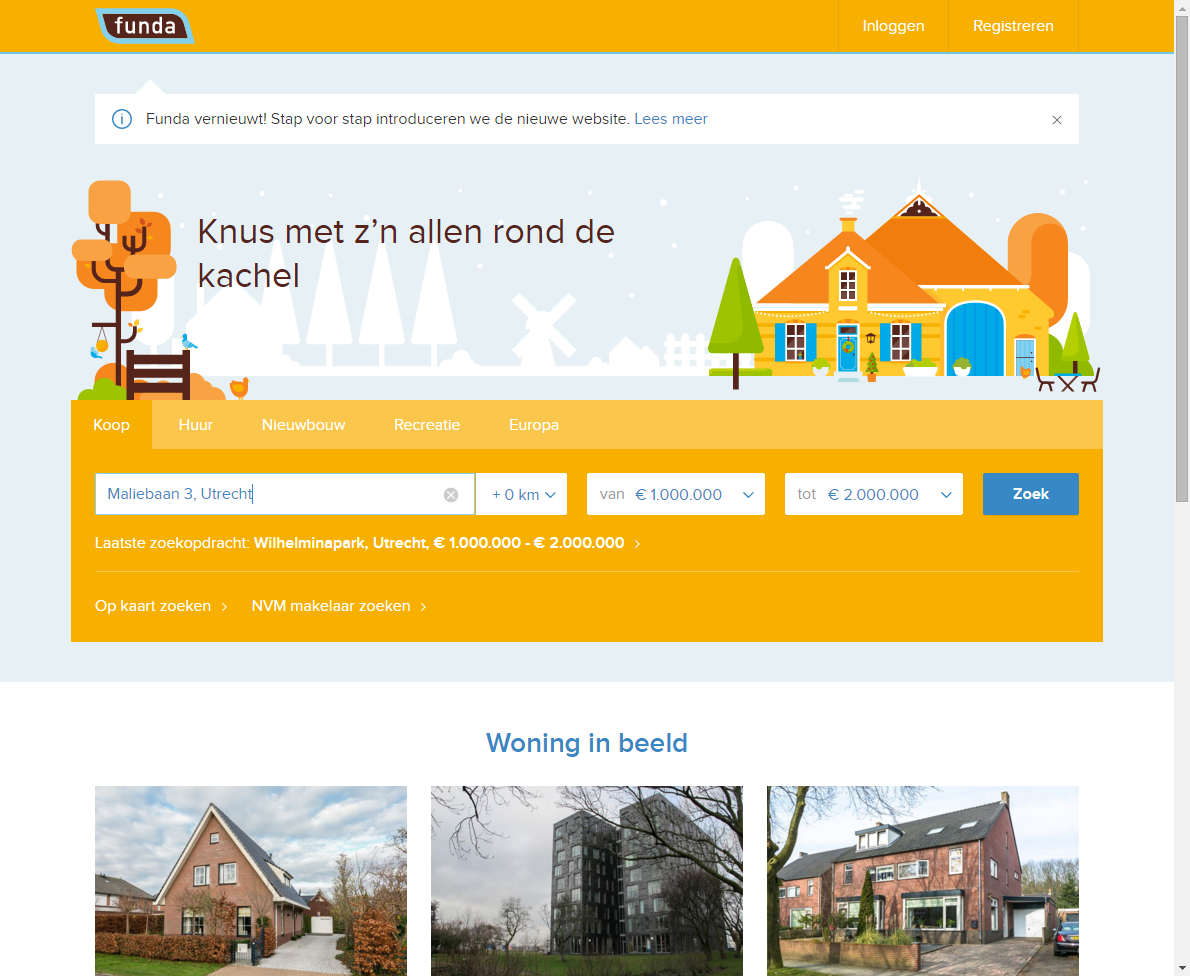 funda
Inloggen
Registreren
Funda vernieuwt! Stap voor stap introduceren we de nieuwe website. Lees meer
Knus met z’n allen rond de
kachel
Koop
Huur
Nieuwbouw
Recreatie
Europa
Maliebaan 3, Utrecht
+ 0 km
van € 1.000.000
tot € 2.000.000
Zoek
Laatste zoekopdracht: Wilhelminapark, Utrecht, € 1.000.000 - € 2.000.000
Op kaart zoeken
NVM makelaar zoeken
Woning in beeld